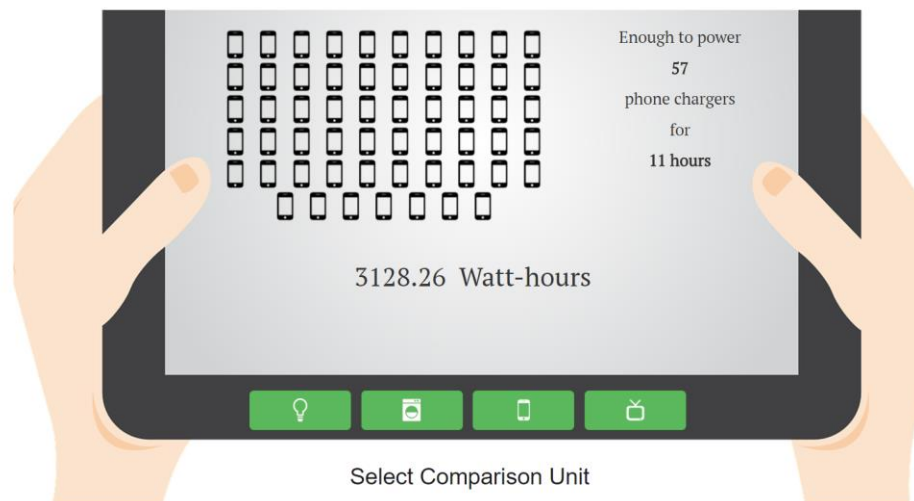 Enough to power
57
phone chargers
for
11 hours
3128.26 Watt-hours
Select Comparison Unit